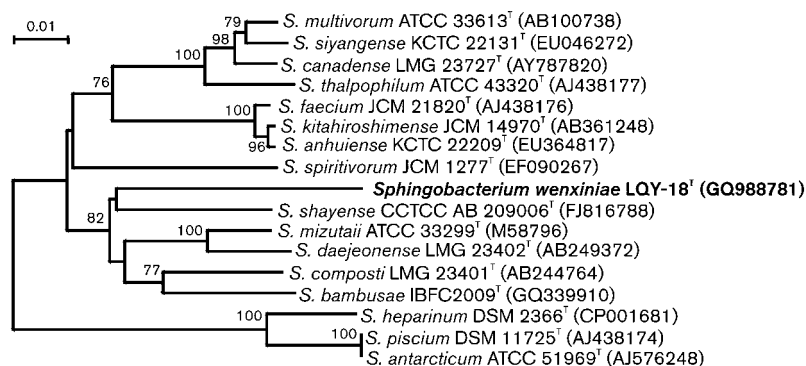 0.01
79
S. multivorum ATCC 33613T (AB100738)
98
S. siyangense KCTC 22131T (EU046272)
100
S. canadense LMG 23727T (AY787820)
76
S. thalpophilum ATCC 43320T (AJ438177)
100
S. faecium JCM 21820T (AJ438176)
S. kitahiroshimense JCM 14970T (AB361248)
96
S. anhuiense KCTC 22209T (EU364817)
S. spiritivorum JCM 1277T (EF090267)
Sphingobacterium wenxiniae LQY-18T (GQ988781)
82
S. shayense CCTCC AB 209006T (FJ816788)
100
S. mizutaii ATCC 33299T (M58796)
S. daejeonense LMG 23402T (AB249372)
77
S. composti LMG 23401T (AB244764)
S. bambusae IBFC2009T (GQ339910)
100
S. heparinum DSM 2366T (CP001681)
100
S. piscium DSM 11725T (AJ438174)
S. antarcticum ATCC 51969T (AJ576248)